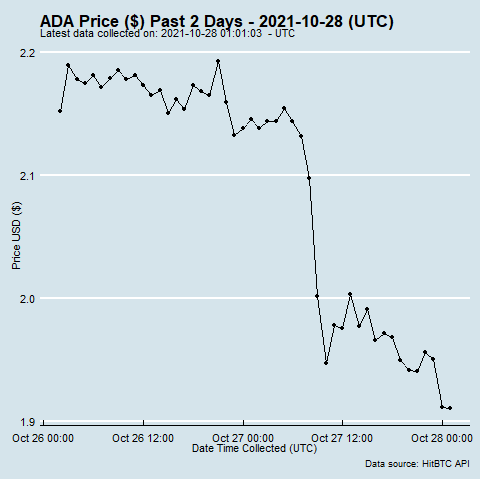 ADA Price ($) Past 2 Days - 2021-10-28 (UTC)
Latest data collected on: 2021-10-28 01:01:03  - UTC
2.2
2.1
2.0
1.9
Price USD ($)
Oct 26 00:00
Oct 26 12:00
Oct 27 00:00
Oct 27 12:00
Oct 28 00:00
Date Time Collected (UTC)
Data source: HitBTC API